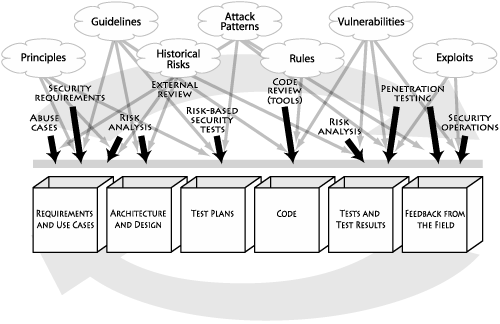 Guidelines
Attack
Patterns
Vulnerabilities
Principles
Historical
Risks
Rules
Exploits
Security
requirements
External
review
Code
review
(tools)
Penetration
testing
Abuse
cases
Risk
analysis
Risk-based
security
tests
Risk
analysis
Security
operations
Requirements
and Use Cases
Architecture
and Design
Test Plans
Code
Tests and
Test Results
Feedback from
the Field